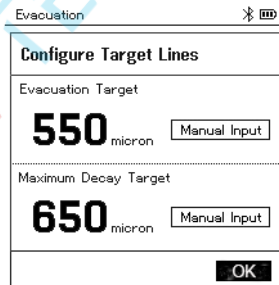 Evacuation
Configure Target Lines
Evacuation Target
550 micron Manual Input
Maximum Decay Target
650 micron Manual Input
OK